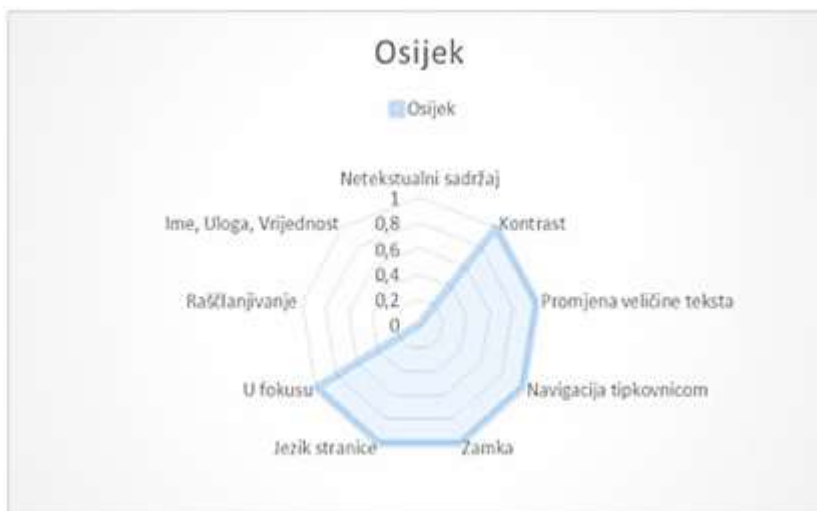 Osijek
Osijek
Netekstualni sadržaj
1
Ime, Uloga, Vrijednost
0,8
Kontrast
0,6
0,4
Raščlanjivanje
Promjena veličine teksta
0,2
0
U fokusu
Navigacija tipkovnicom
Jezik stranice
Zamka